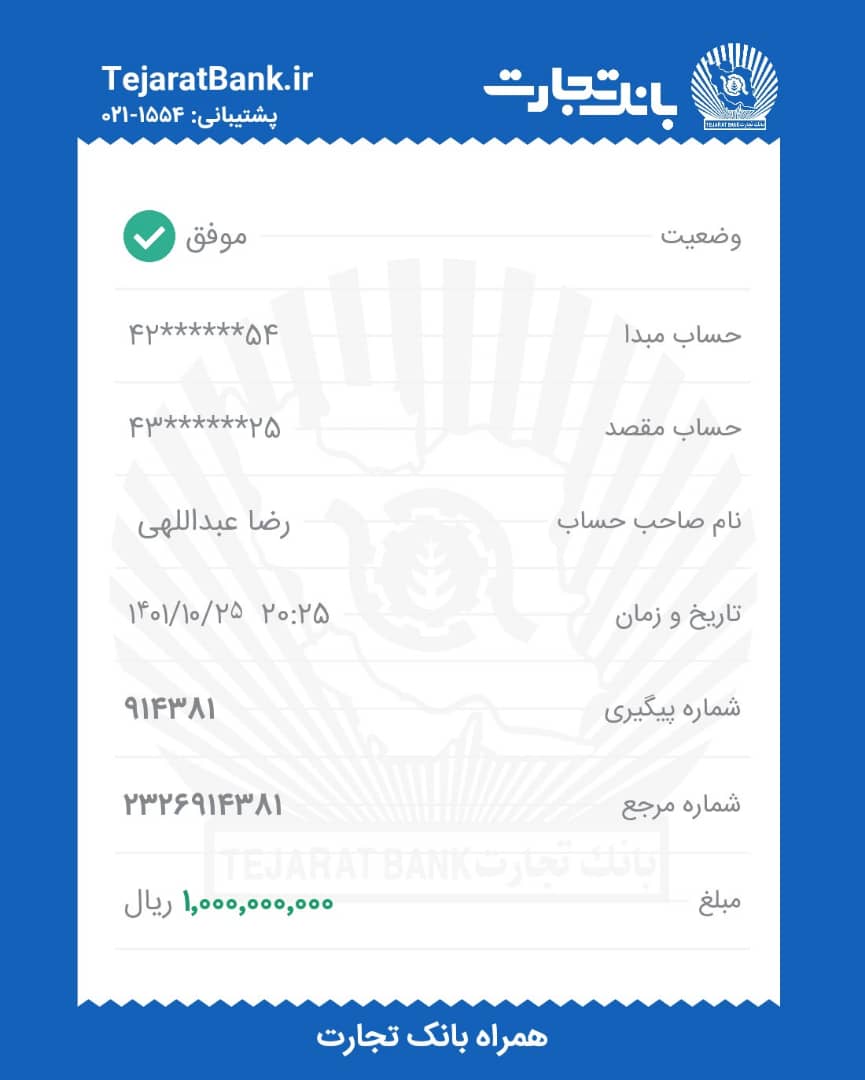 بانک تجارت
TejaratBank.ir
پشتیبانی: ۱۵۵۴-۰۲۱
TEJARAT BANK بانک تجارت
وضعیت موفق
حساب مبدا ۴۲******۵۴
حساب مقصد ۴۳******۲۵
نام صاحب حساب رضا عبداللهی
تاریخ و زمان ۲۰:۲۵ ۱۴۰۱/۱۰/۲۵
شماره پیگیری ۹۱۴۳۸۱
شماره مرجع ۲۳۲۶۹۱۴۳۸۱
TEJARAT BANK بانک تجارت
مبلغ ۱,۰۰۰,۰۰۰,۰۰۰ ریال
همراه بانک تجارت